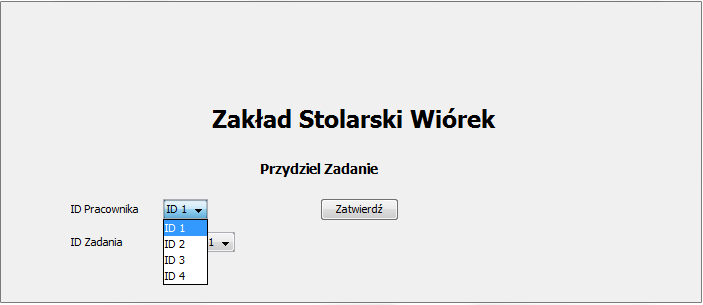 Zakład Stolarski Wiórek
Przydziel Zadanie
ID Pracownika ID 1 Zatwierdź
ID 1
ID Zadania 1
ID 2
ID 3
ID 4